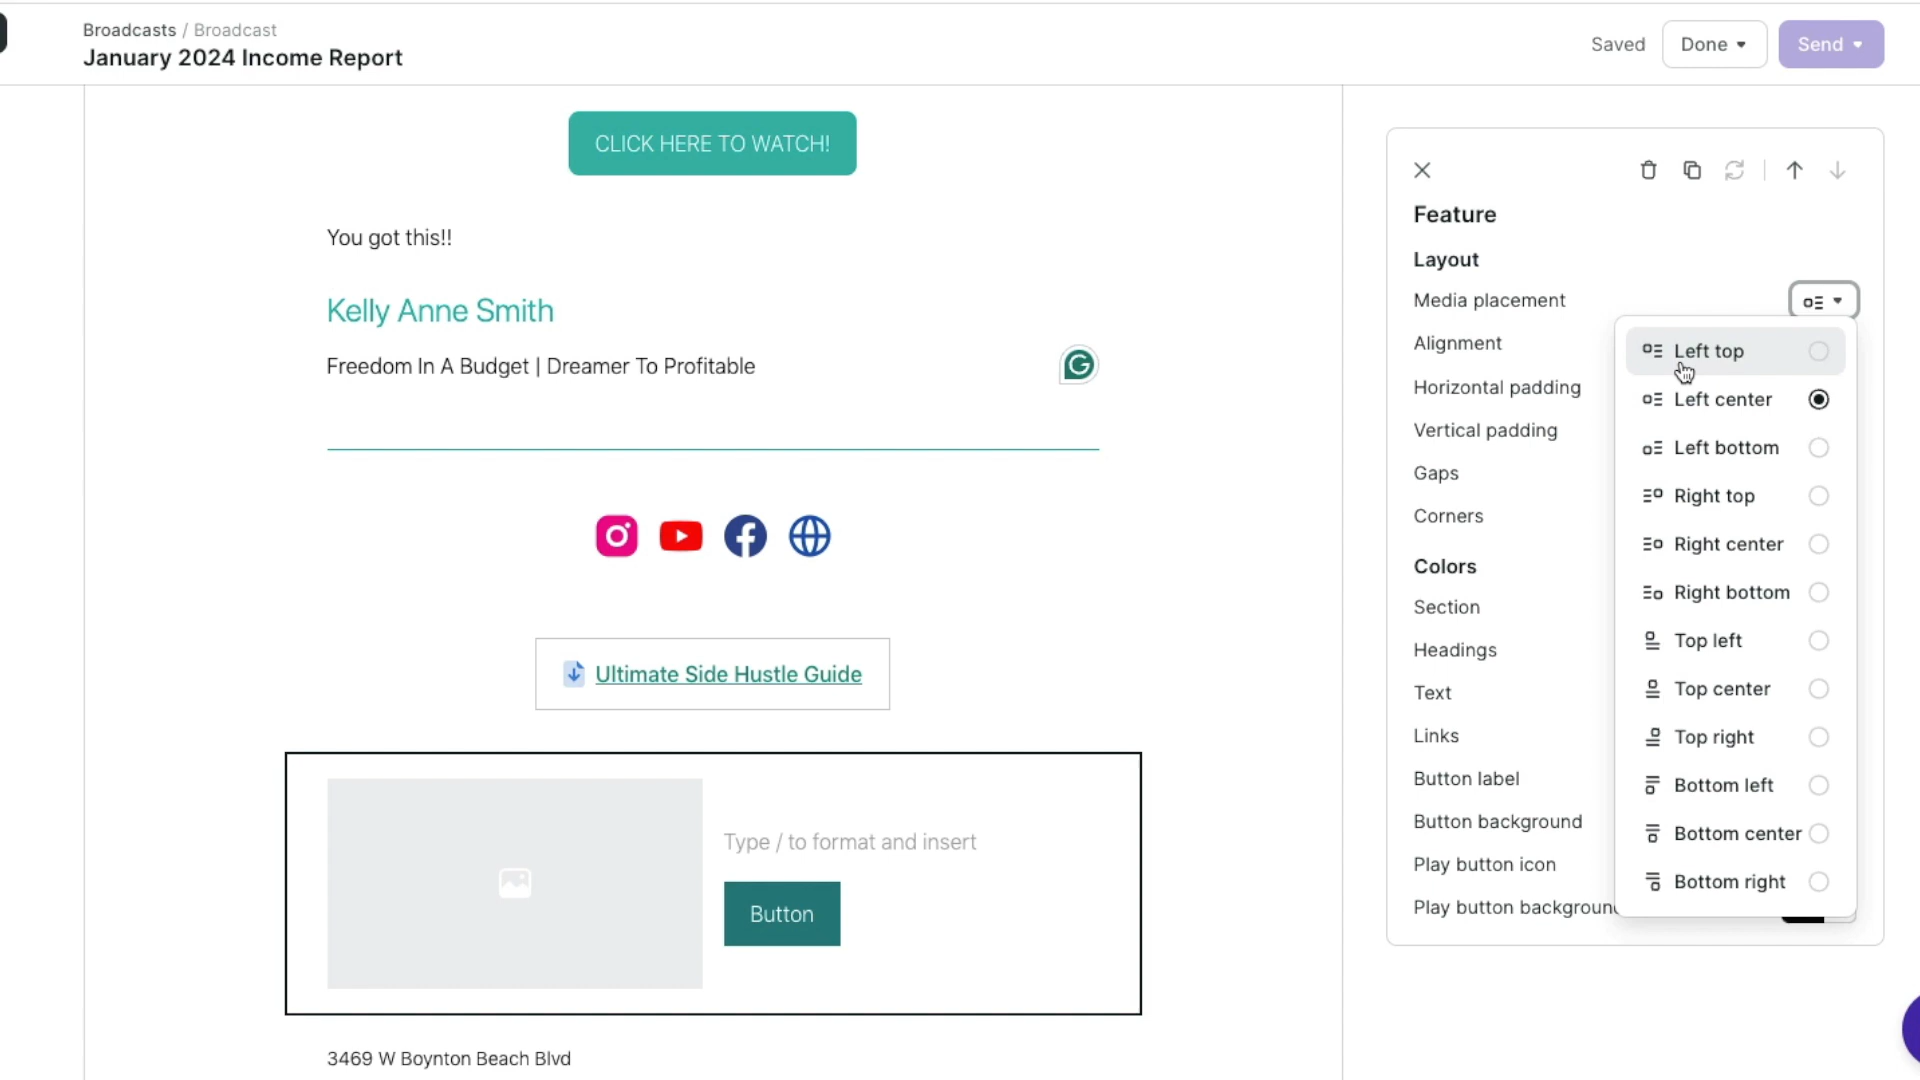 Broadcasts / Broadcast
January 2024 Income Report
Saved
Done
Send
CLICK HERE TO WATCH!
You got this!!
Kelly Anne Smith
Freedom In A Budget | Dreamer To Profitable
Ultimate Side Hustle Guide
Type / to format and insert
Button
3469 W Boynton Beach Blvd
Feature
Layout
Media placement
Alignment
Horizontal padding
Vertical padding
Gaps
Corners
Colors
Section
Headings
Text
Links
Button label
Button background
Play button icon
Play button background
Left top
Left center
Left bottom
Right top
Right center
Right bottom
Top left
Top center
Top right
Bottom left
Bottom center
Bottom right